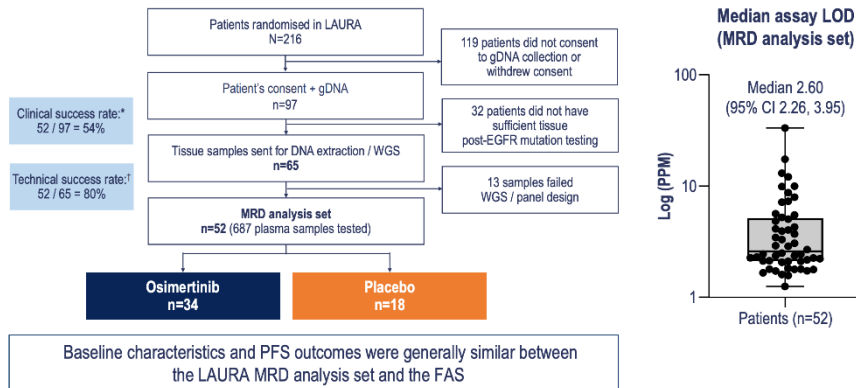 Patients randomised in LAURA
N=216
119 patients did not consent
to gDNA collection or
withdrew consent
Patient's consent + gDNA
n=97
Clinical success rate:*
52 / 97 = 54%
32 patients did not have
sufficient tissue
post-EGFR mutation testing
Tissue samples sent for DNA extraction / WGS
n=65
Technical success rate:†
52 / 65 = 80%
13 samples failed
WGS / panel design
MRD analysis set
n=52 (687 plasma samples tested)
Osimertinib
n=34
Placebo
n=18
Baseline characteristics and PFS outcomes were generally similar between
the LAURA MRD analysis set and the FAS
Median assay LOD
(MRD analysis set)
100
Median 2.60
(95% CI 2.26, 3.95)
Log (PPM)
10
1
Patients (n=52)